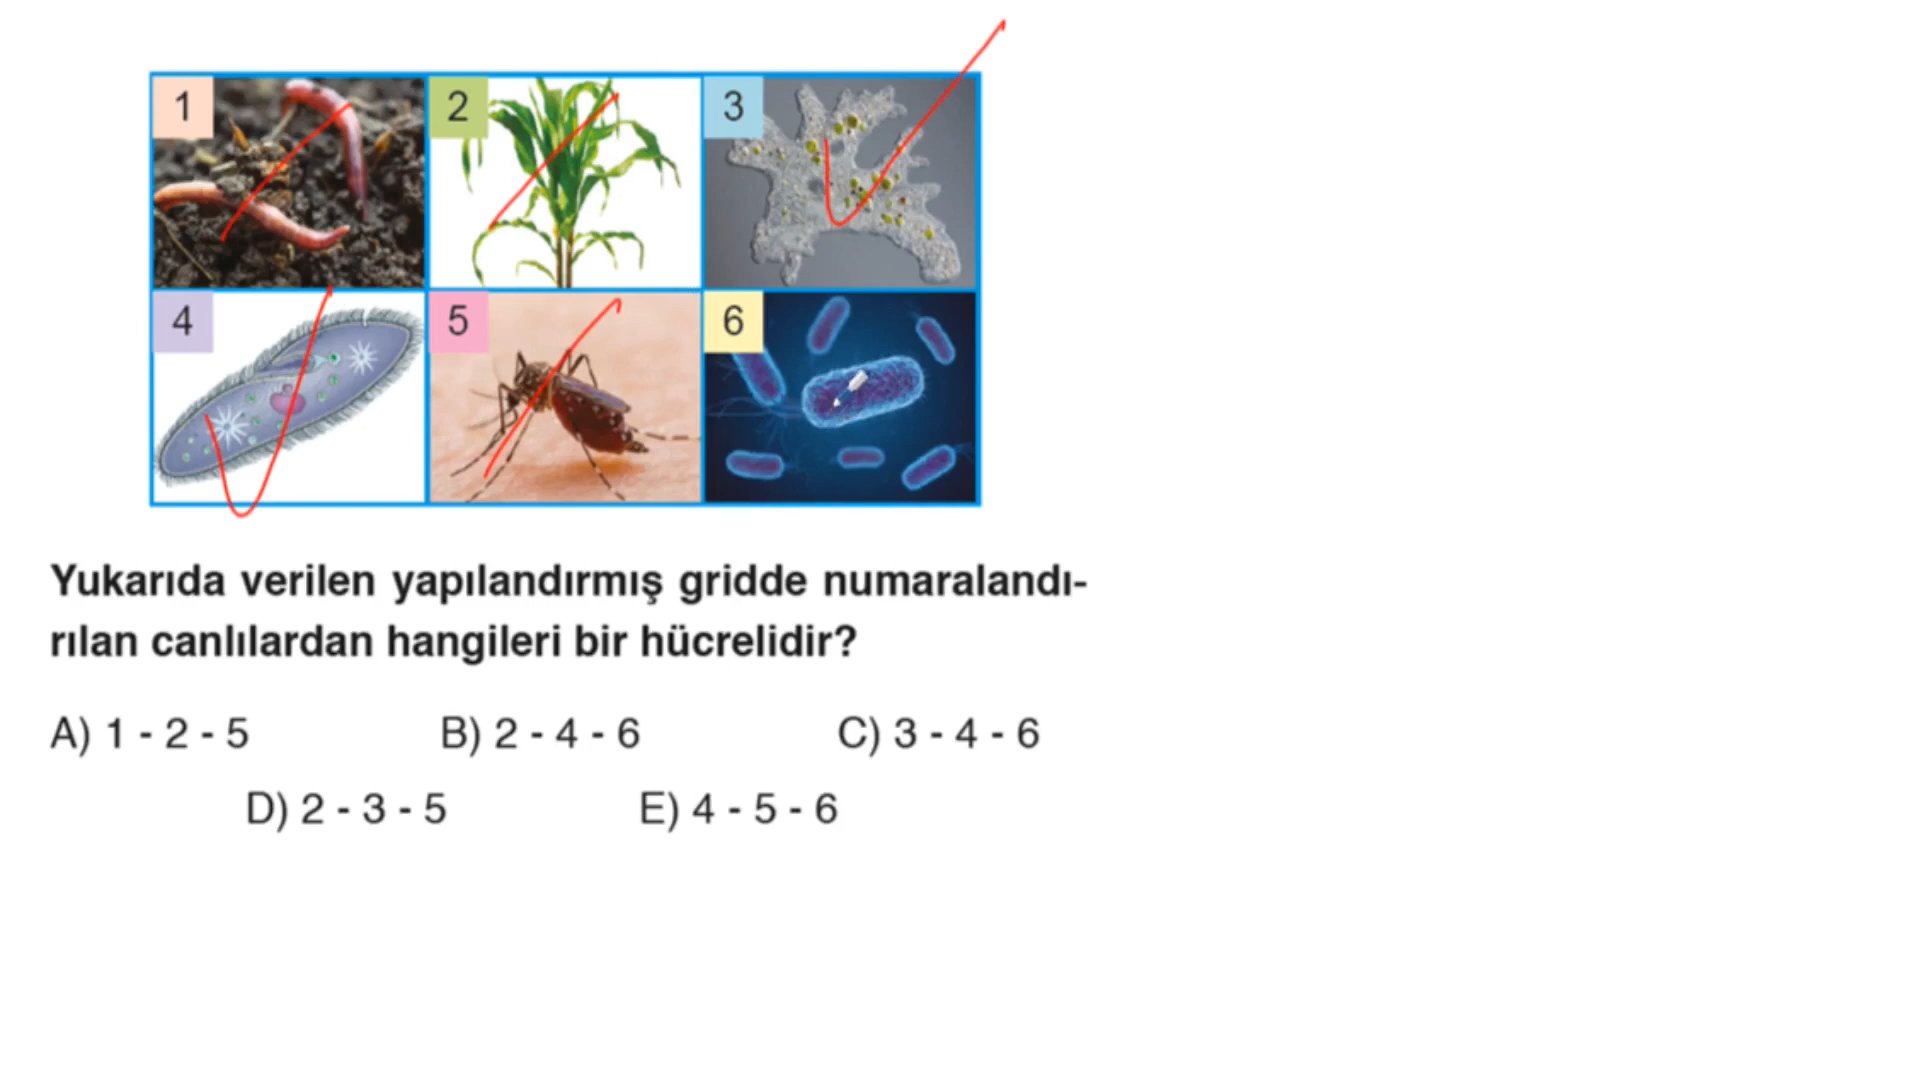 1
2
3
4
5
6
Yukarıda verilen yapılandırmış gridde numaralandı-
rılan canlılardan hangileri bir hücrelidir?
A) 1 - 2 - 5
B) 2 - 4 - 6
C) 3 - 4 - 6
D) 2 - 3 - 5
E) 4 - 5 - 6